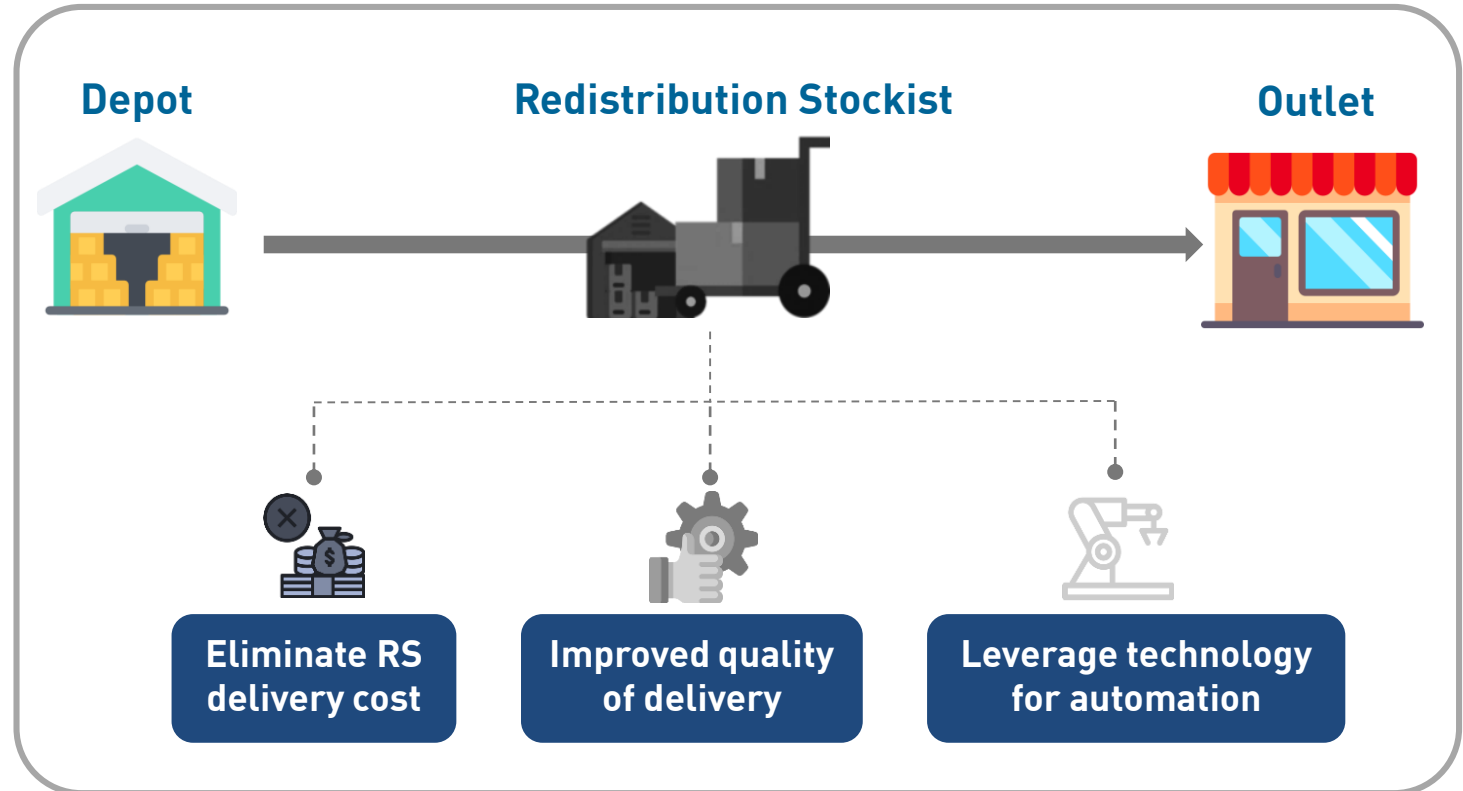 Depot
Redistribution Stockist
Outlet
$
Eliminate RS
delivery cost
Improved quality
of delivery
Leverage technology
for automation